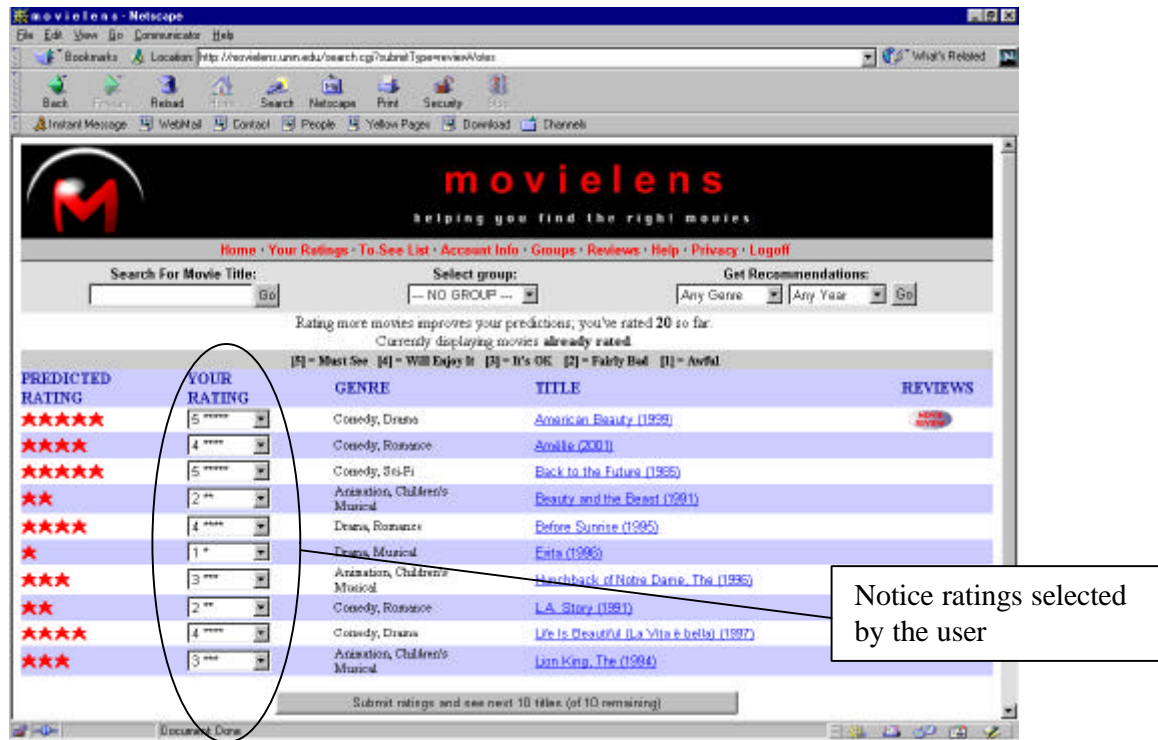 movielens - Netscape
File Edit View Go Communicator Help
Bookmarks Location: http://movielens.umn.edu/search.cgi?submitType=reviewVotes What's Related
Back Reload Home Search Netscape Print Security Stop
Instant Message WebMail Contact People Yellow Pages Download Channels
movielens
helping you find the right movies
Home · Your Ratings · To-See List · Account Info · Groups · Reviews · Help · Privacy · Logoff
Search For Movie Title: Select group: Get Recommendations:
Go --- NO GROUP --- Any Genre Any Year Go
Rating more movies improves your predictions; you've rated 20 so far.
Currently displaying movies already rated.
[5] = Must See [4] = Will Enjoy It [3] = It's OK [2] = Fairly Bad [1] = Awful
PREDICTED RATING YOUR RATING GENRE TITLE REVIEWS
5 ***** Comedy, Drama American Beauty (1999) MOVIE REVIEW
4 **** Comedy, Romance Amélie (2001)
5 ***** Comedy, Sci-Fi Back to the Future (1985)
2 ** Animation, Children's Musical Beauty and the Beast (1991)
4 **** Drama, Romance Before Sunrise (1995)
1 * Drama, Musical Evita (1996)
3 *** Animation, Children's Musical Hunchback of Notre Dame, The (1996)
2 ** Comedy, Romance L.A. Story (1991)
4 **** Comedy, Drama Life Is Beautiful (La Vita è bella) (1997)
3 *** Animation, Children's Musical Lion King, The (1994)
Submit ratings and see next 10 titles (of 10 remaining)
Document: Done
Notice ratings selected
by the user